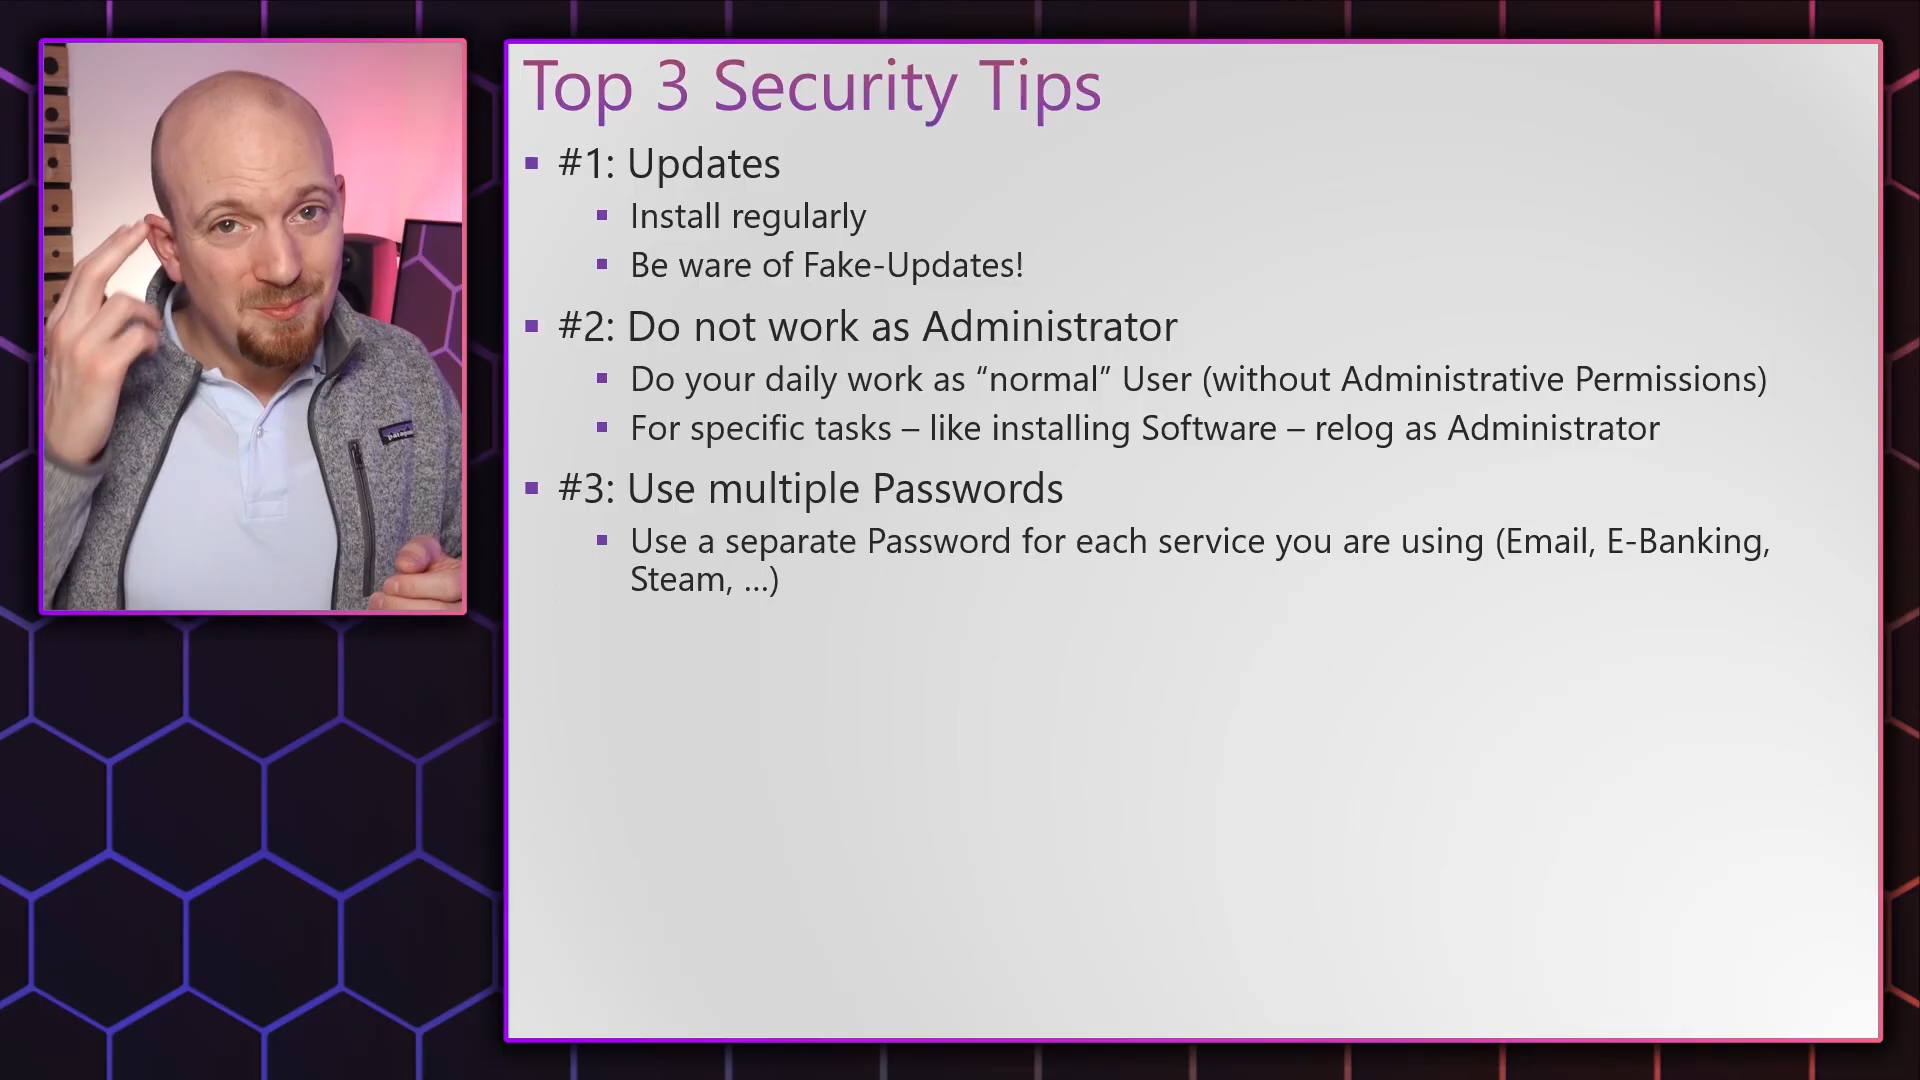 Top 3 Security Tips
#1: Updates
Install regularly
Be ware of Fake-Updates!
#2: Do not work as Administrator
Do your daily work as “normal” User (without Administrative Permissions)
For specific tasks – like installing Software – relog as Administrator
#3: Use multiple Passwords
Use a separate Password for each service you are using (Email, E-Banking,
Steam, ...)